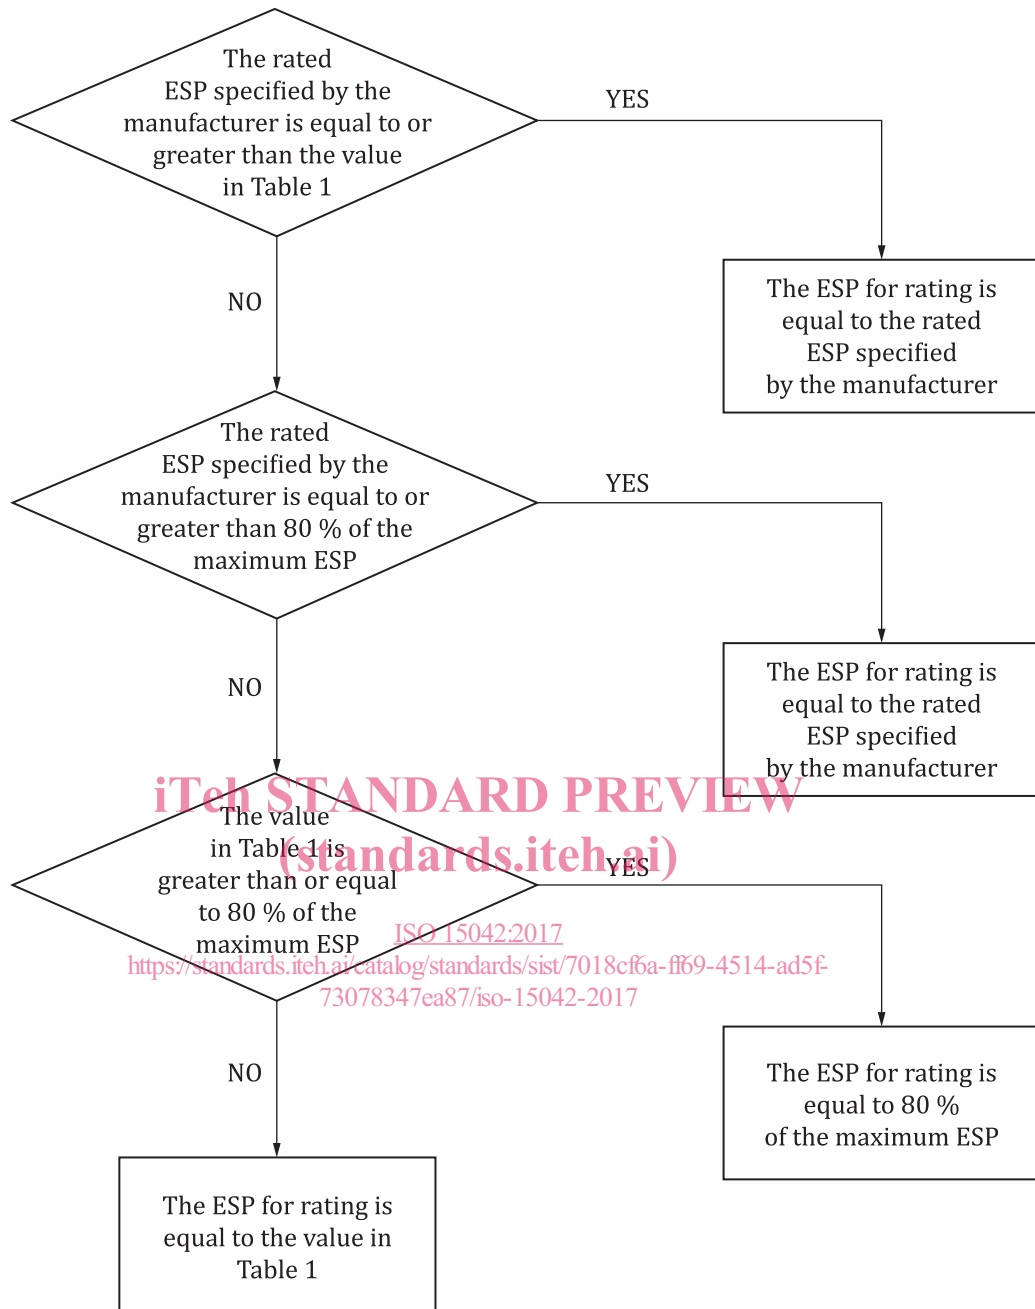 The rated
ESP specified by the
manufacturer is equal to or
greater than the value
in Table 1
YES
The ESP for rating is
equal to the rated
ESP specified
by the manufacturer
NO
The rated
ESP specified by the
manufacturer is equal to or
greater than 80 % of the
maximum ESP
YES
The ESP for rating is
equal to the rated
ESP specified
by the manufacturer
NO
iTeh STANDARD PREVIEW
(standards.iteh.ai)
The value
in Table 1 is
greater than or equal
to 80 % of the
maximum ESP
YES
ISO 15042:2017
https://standards.iteh.ai/catalog/standards/sist/7018cf6a-ff69-4514-ad5f-
73078347ea87/iso-15042-2017
The ESP for rating is
equal to 80 %
of the maximum ESP
NO
The ESP for rating is
equal to the value in
Table 1